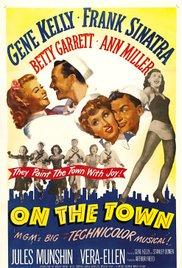 GENE KELLY · FRANK SINATRA
BETTY GARRETT · ANN MILLER
They Paint The Town With Joy!
ON THE TOWN
M-G-M's BIG TECHNICOLOR MUSICAL!
JULES MUNSHIN VERA-ELLEN